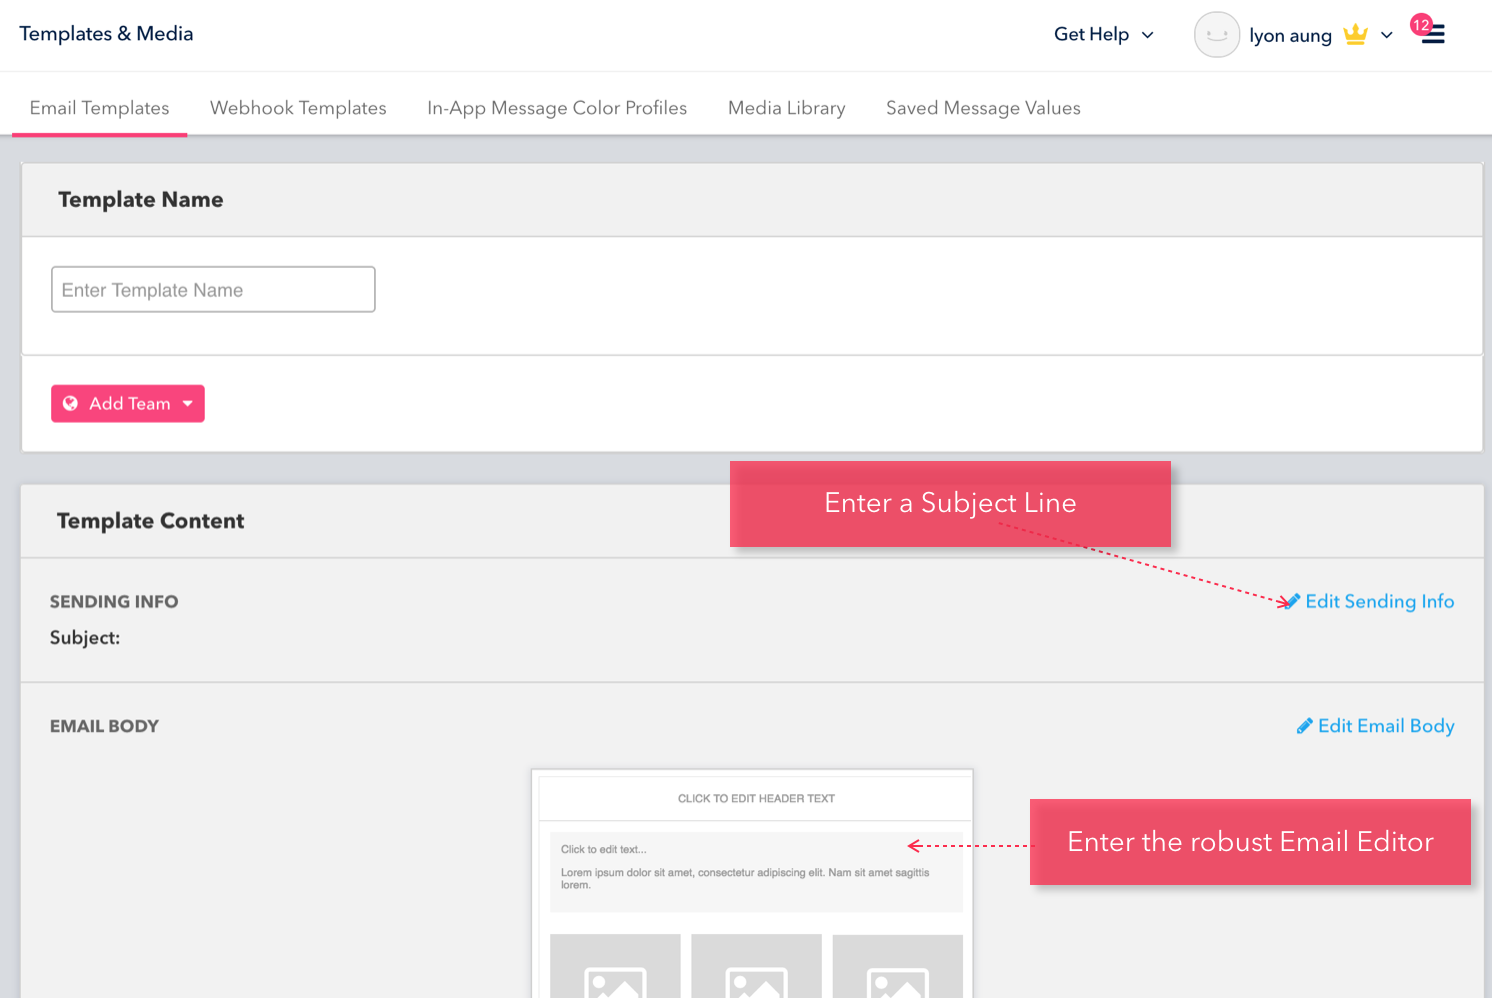 Templates & Media
Get Help
lyon aung
12
Email Templates
Webhook Templates
In-App Message Color Profiles
Media Library
Saved Message Values
Template Name
Enter Template Name
Add Team
Enter a Subject Line
Template Content
SENDING INFO
Edit Sending Info
Subject:
EMAIL BODY
Edit Email Body
CLICK TO EDIT HEADER TEXT
Enter the robust Email Editor
Click to edit text...
Lorem ipsum dolor sit amet, consectetur adipiscing elit. Nam sit amet sagittis
lorem.